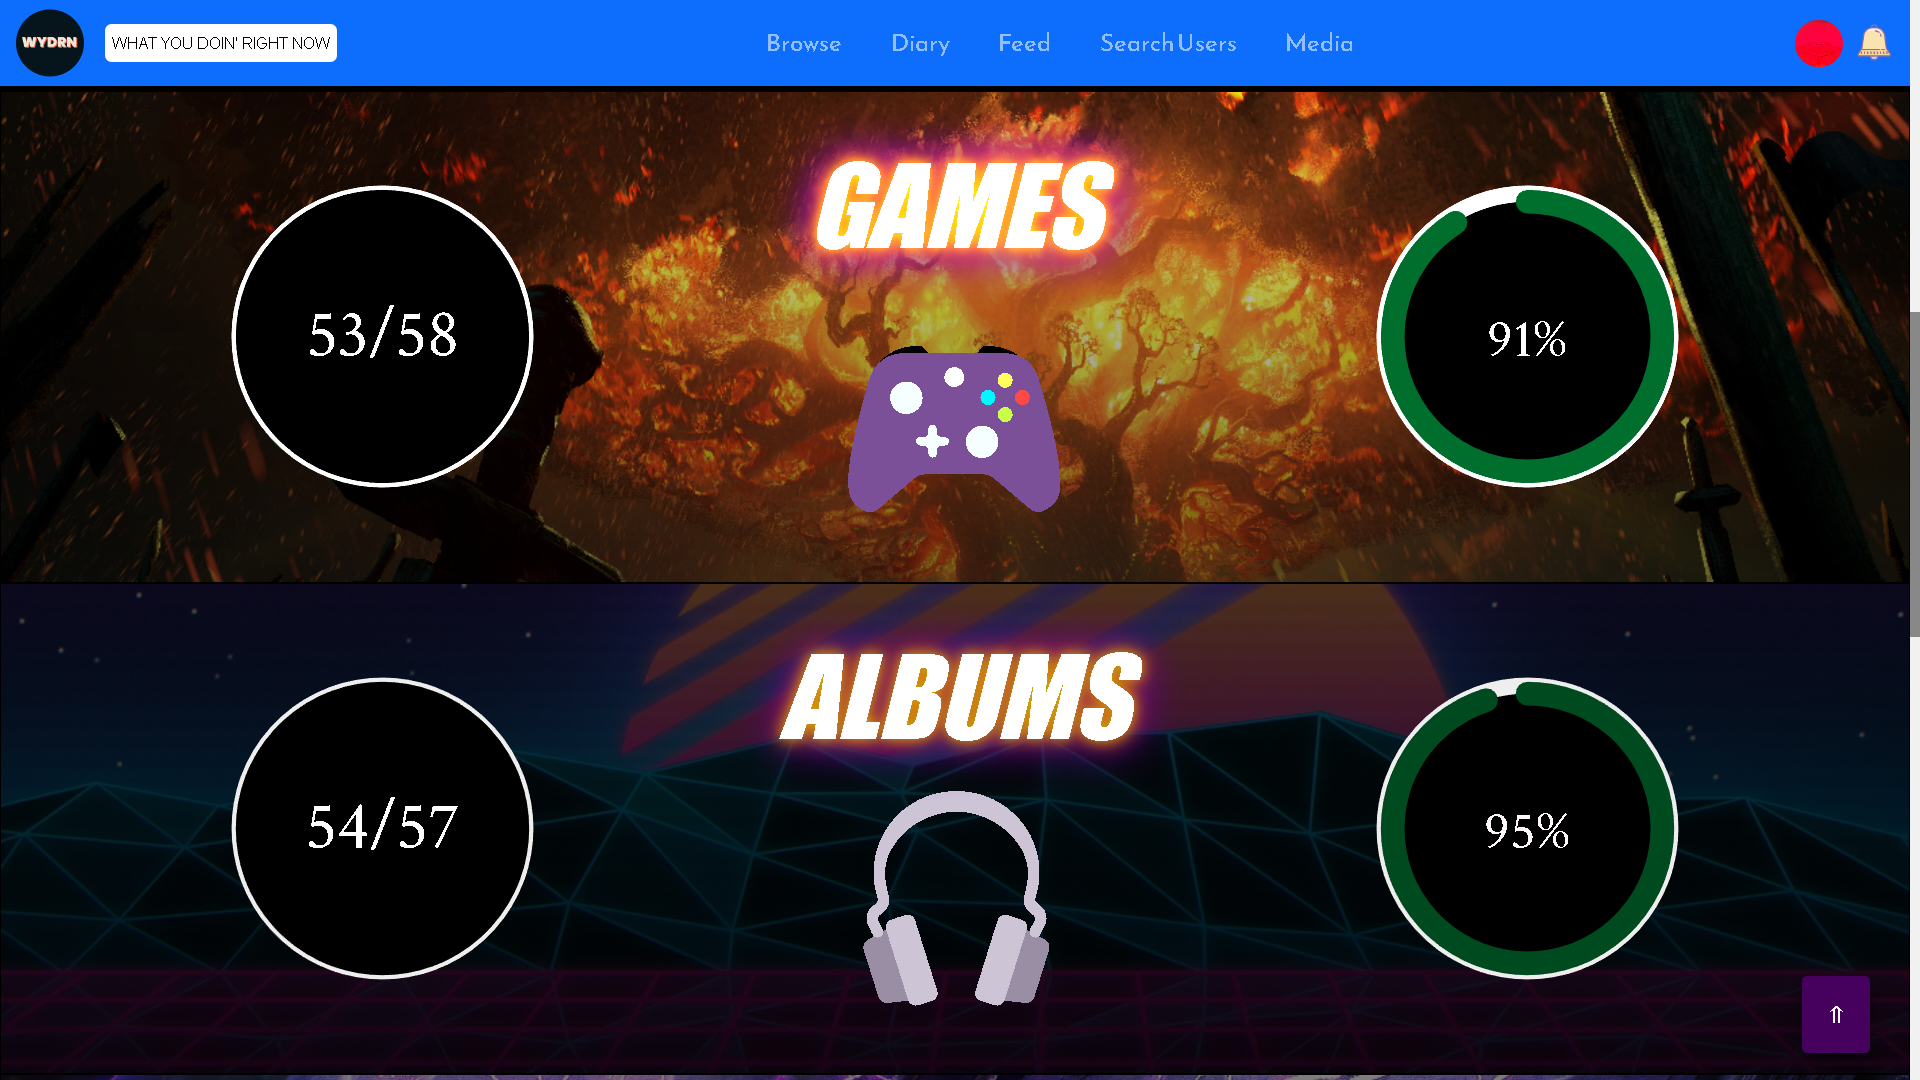 WYDRN
WHAT YOU DOIN' RIGHT NOW
Browse
Diary
Feed
Search Users
Media
GAMES
53/58
91%
ALBUMS
54/57
95%
⇑